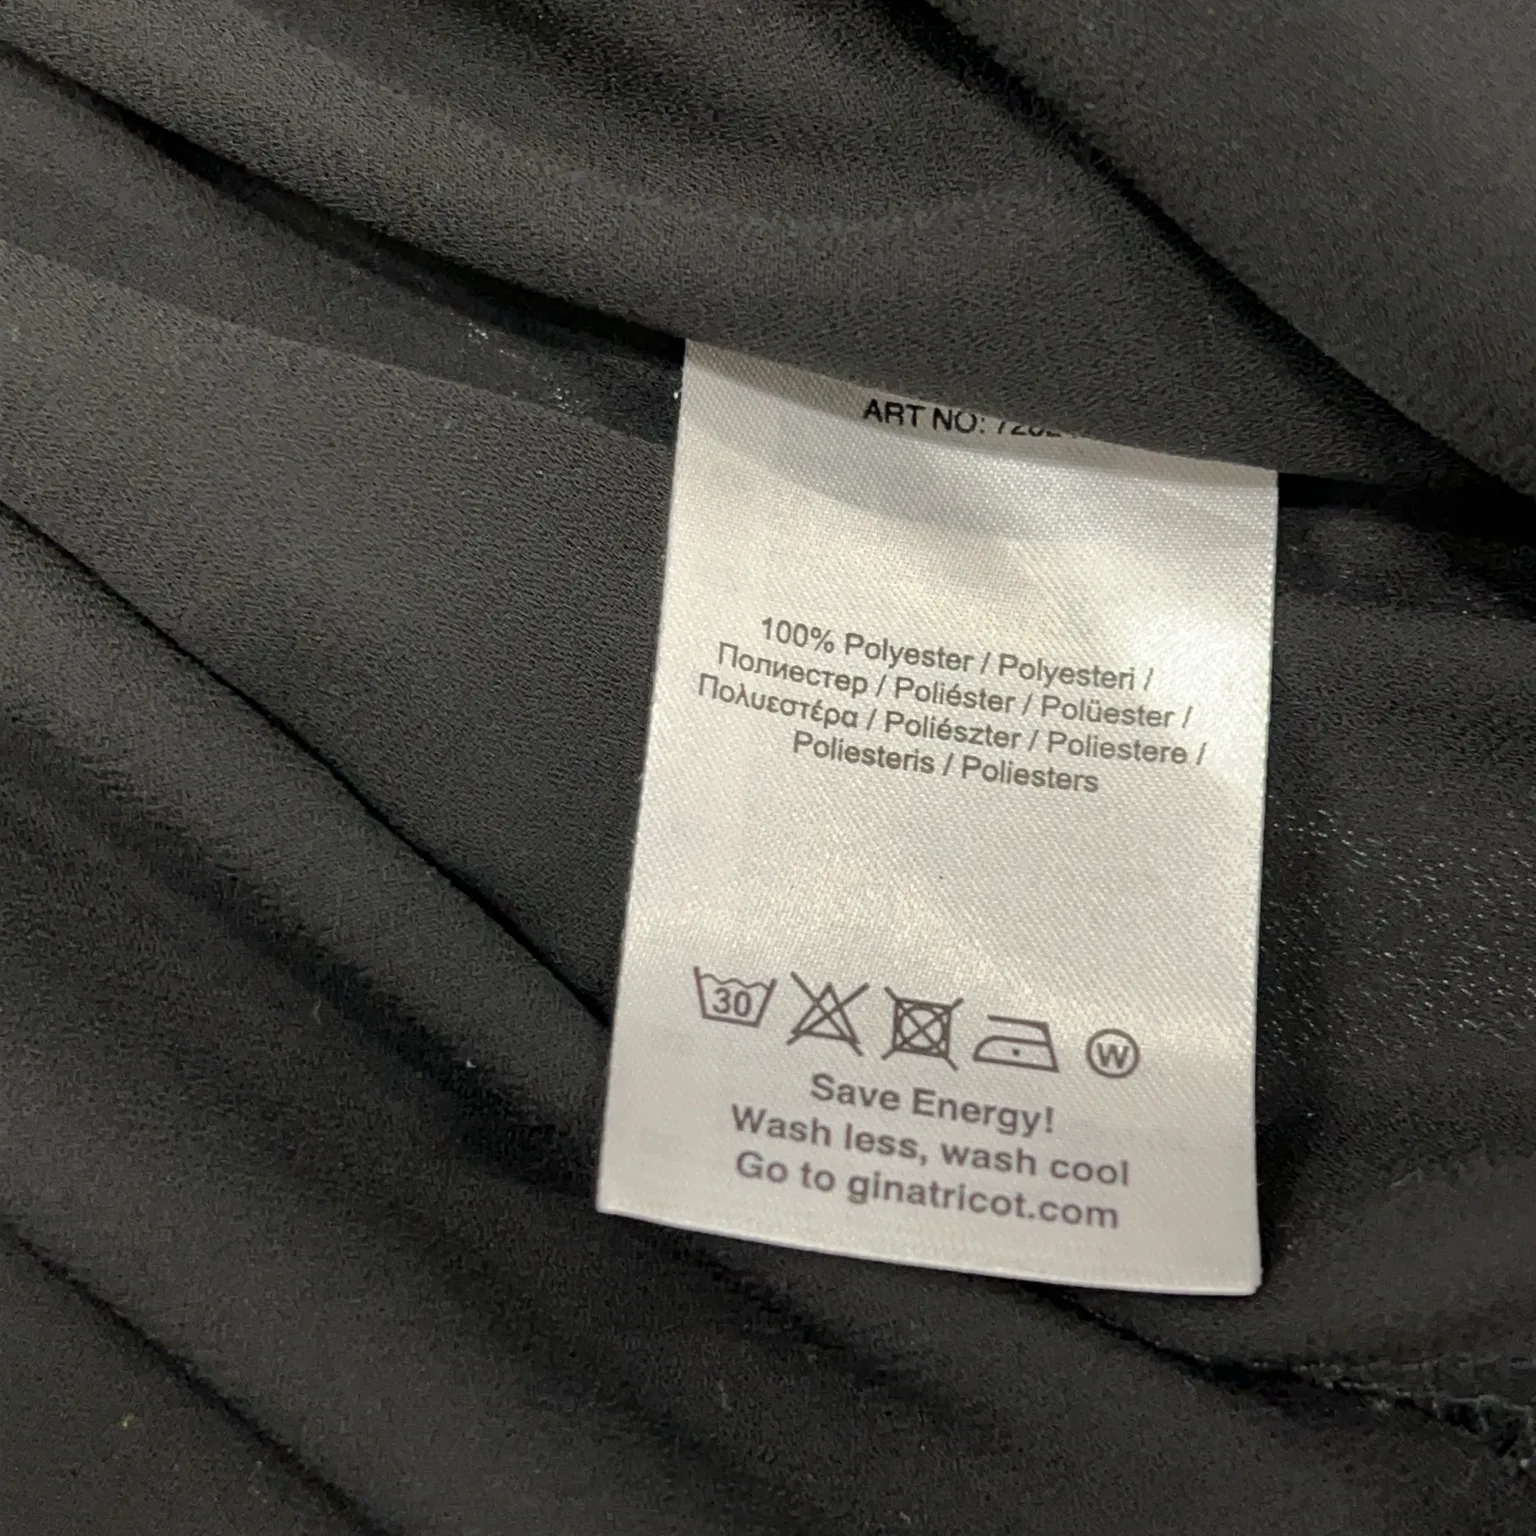 ART NO:
100% Polyester / Polyesteri /
Полиестер / Poliéster / Polüester /
Πολυεστέρα / Poliészter / Poliestere /
Poliesteris / Poliesters
30
W
Save Energy!
Wash less, wash cool
Go to ginatricot.com